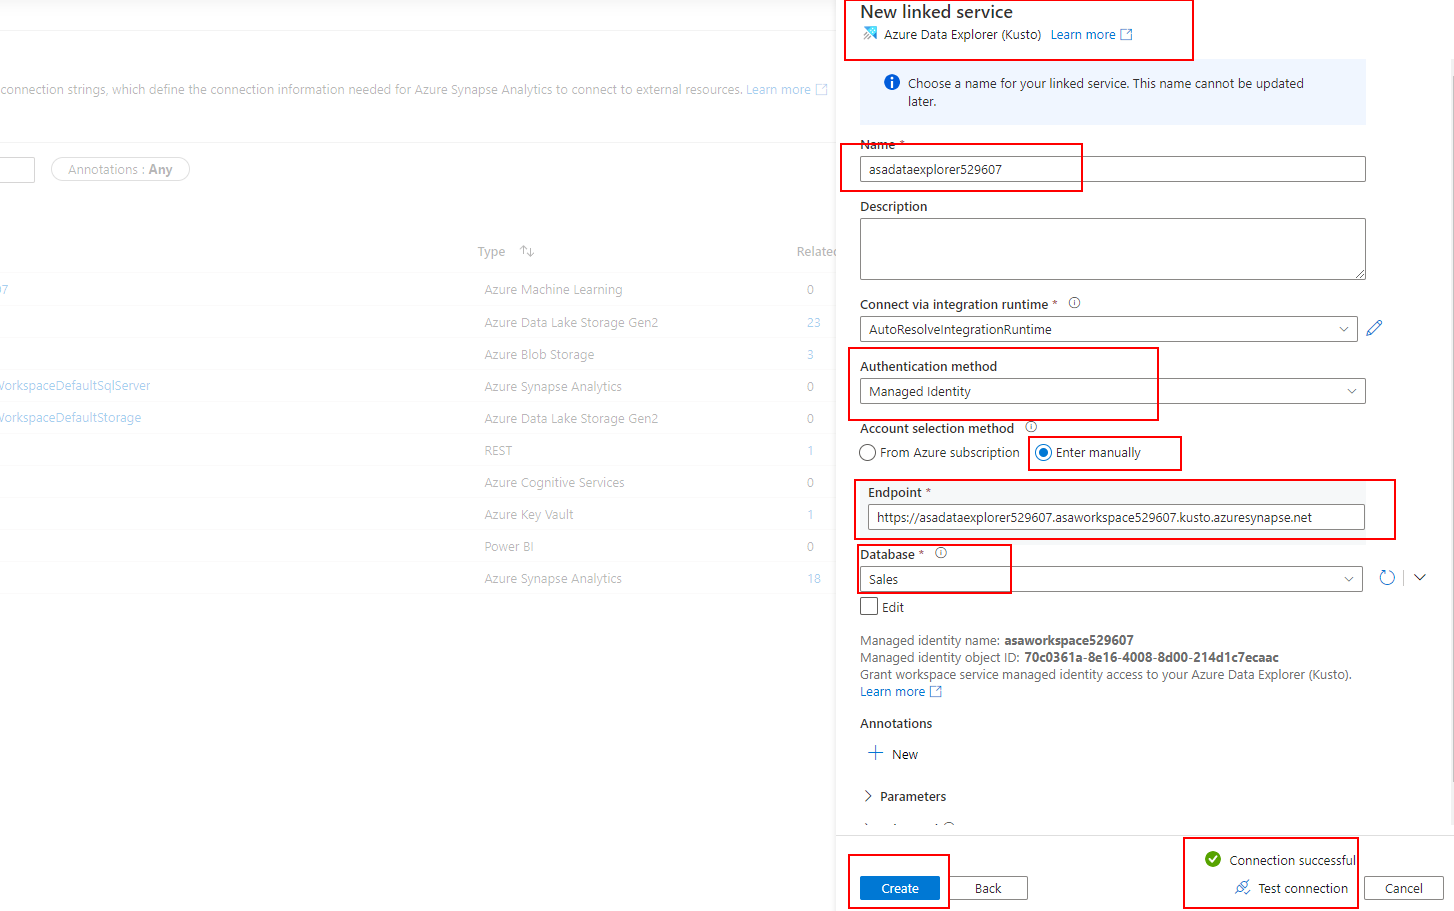 New linked service
Azure Data Explorer (Kusto) Learn more
connection strings, which define the connection information needed for Azure Synapse Analytics to connect to external resources. Learn more
Annotations : Any
Type Related
07
Azure Machine Learning 0
Azure Data Lake Storage Gen2 23
Azure Blob Storage 3
WorkspaceDefaultSqlServer Azure Synapse Analytics 0
WorkspaceDefaultStorage Azure Data Lake Storage Gen2 0
REST 1
Azure Cognitive Services 0
Azure Key Vault 1
Power BI 0
Azure Synapse Analytics 18
Choose a name for your linked service. This name cannot be updated
later.
Name *
asadataexplorer529607
Description
Connect via integration runtime *
AutoResolveIntegrationRuntime
Authentication method
Managed Identity
Account selection method
From Azure subscription Enter manually
Endpoint *
https://asadataexplorer529607.asaworkspace529607.kusto.azuresynapse.net
Database *
Sales
Edit
Managed identity name: asaworkspace529607
Managed identity object ID: 70c0361a-8e16-4008-8d00-214d1c7ecaac
Grant workspace service managed identity access to your Azure Data Explorer (Kusto).
Learn more
Annotations
New
Parameters
Connection successful
Test connection
Create Back Cancel